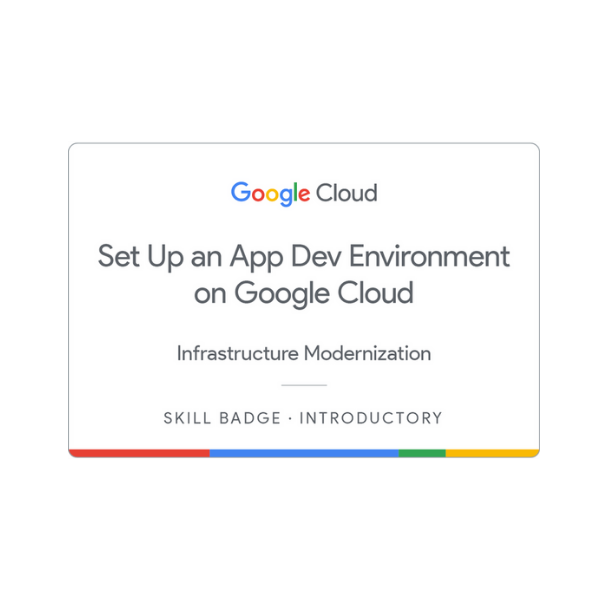 Google Cloud
Set Up an App Dev Environment
on Google Cloud
Infrastructure Modernization
SKILL BADGE · INTRODUCTORY